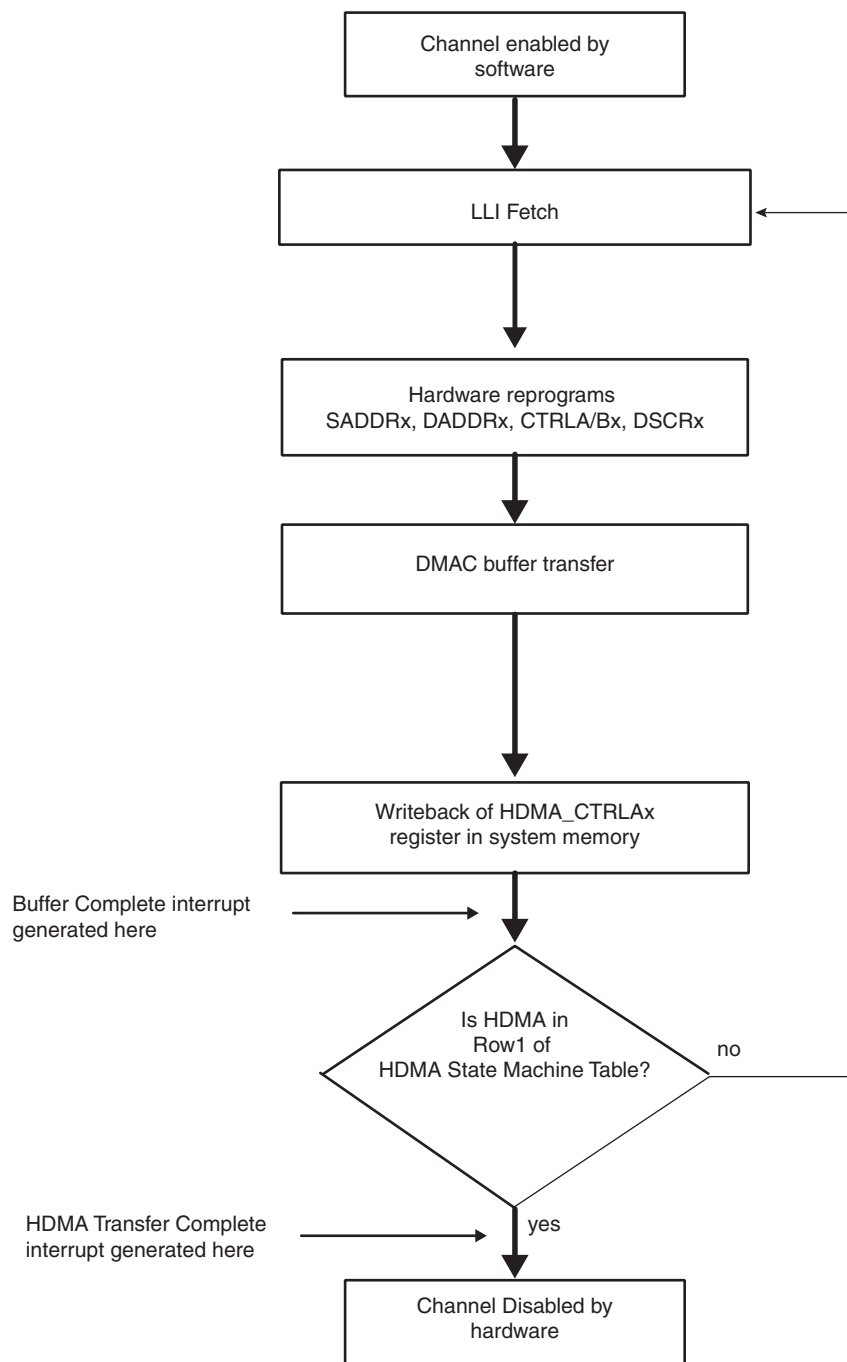 Channel enabled by
software
LLI Fetch
Hardware reprograms
SADDRx, DADDRx, CTRLA/Bx, DSCRx
DMAC buffer transfer
Writeback of HDMA_CTRLAx
register in system memory
Buffer Complete interrupt
generated here
Is HDMA in
Row1 of
HDMA State Machine Table?
no
HDMA Transfer Complete
interrupt generated here
yes
Channel Disabled by
hardware